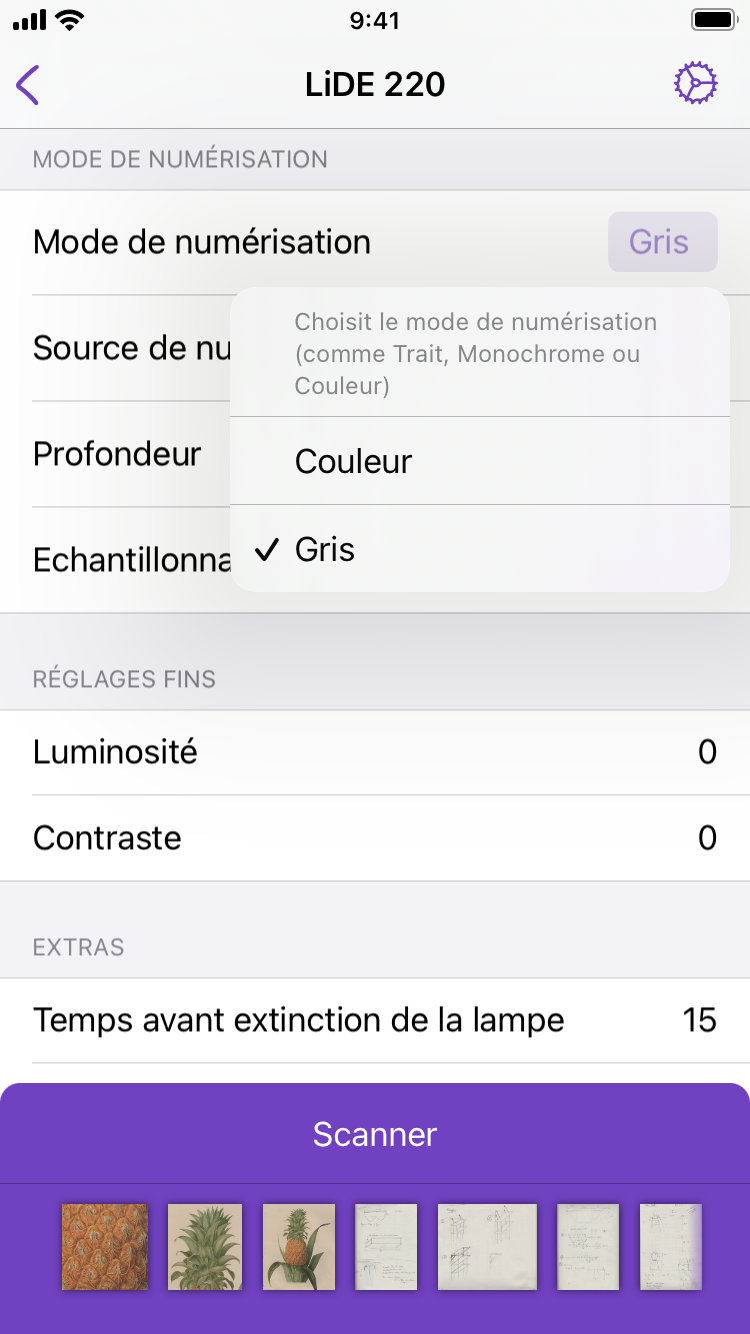 9:41
LiDE 220
MODE DE NUMÉRISATION
Mode de numérisation Gris
Source de nu
Profondeur
Echantillonna
Choisit le mode de numérisation
(comme Trait, Monochrome ou
Couleur)
Couleur
Gris
RÉGLAGES FINS
Luminosité 0
Contraste 0
EXTRAS
Temps avant extinction de la lampe 15
Scanner